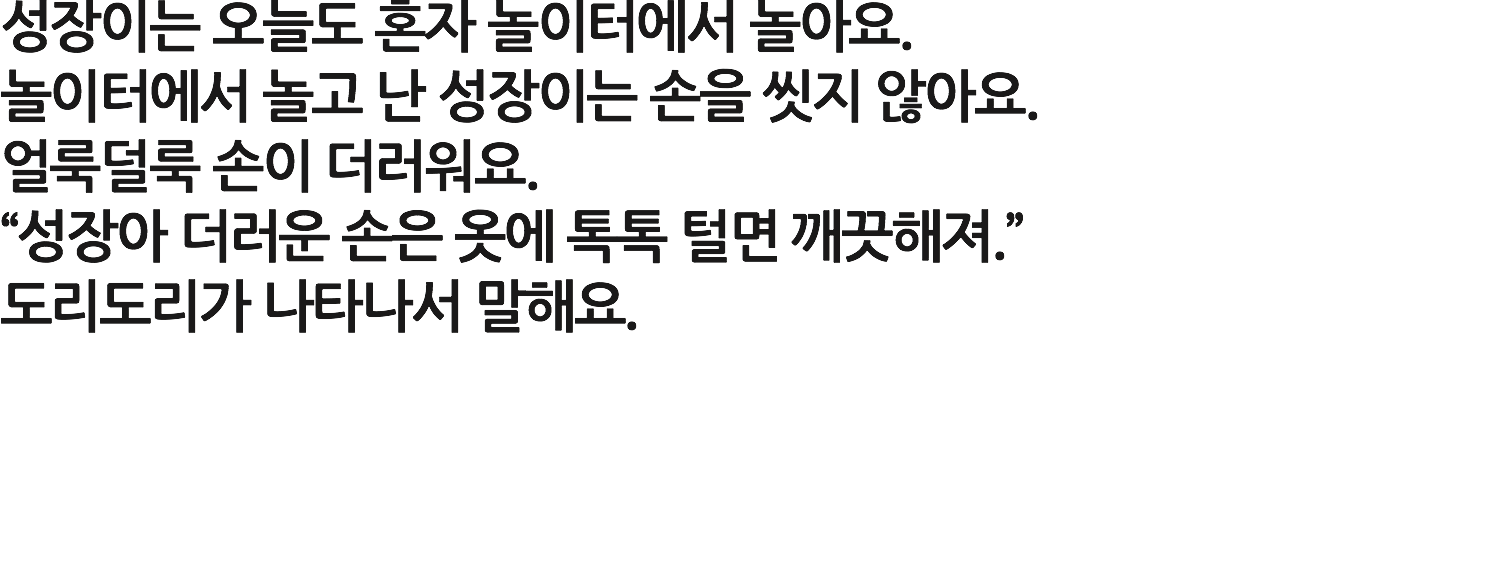 성장이는 오늘도 혼자 놀이터에서 놀아요.
놀이터에서 놀고 난 성장이는 손을 씻지 않아요.
얼룩덜룩 손이 더러워요.
“성장아 더러운 손은 옷에 톡톡 털면 깨끗해져.”
도리도리가 나타나서 말해요.